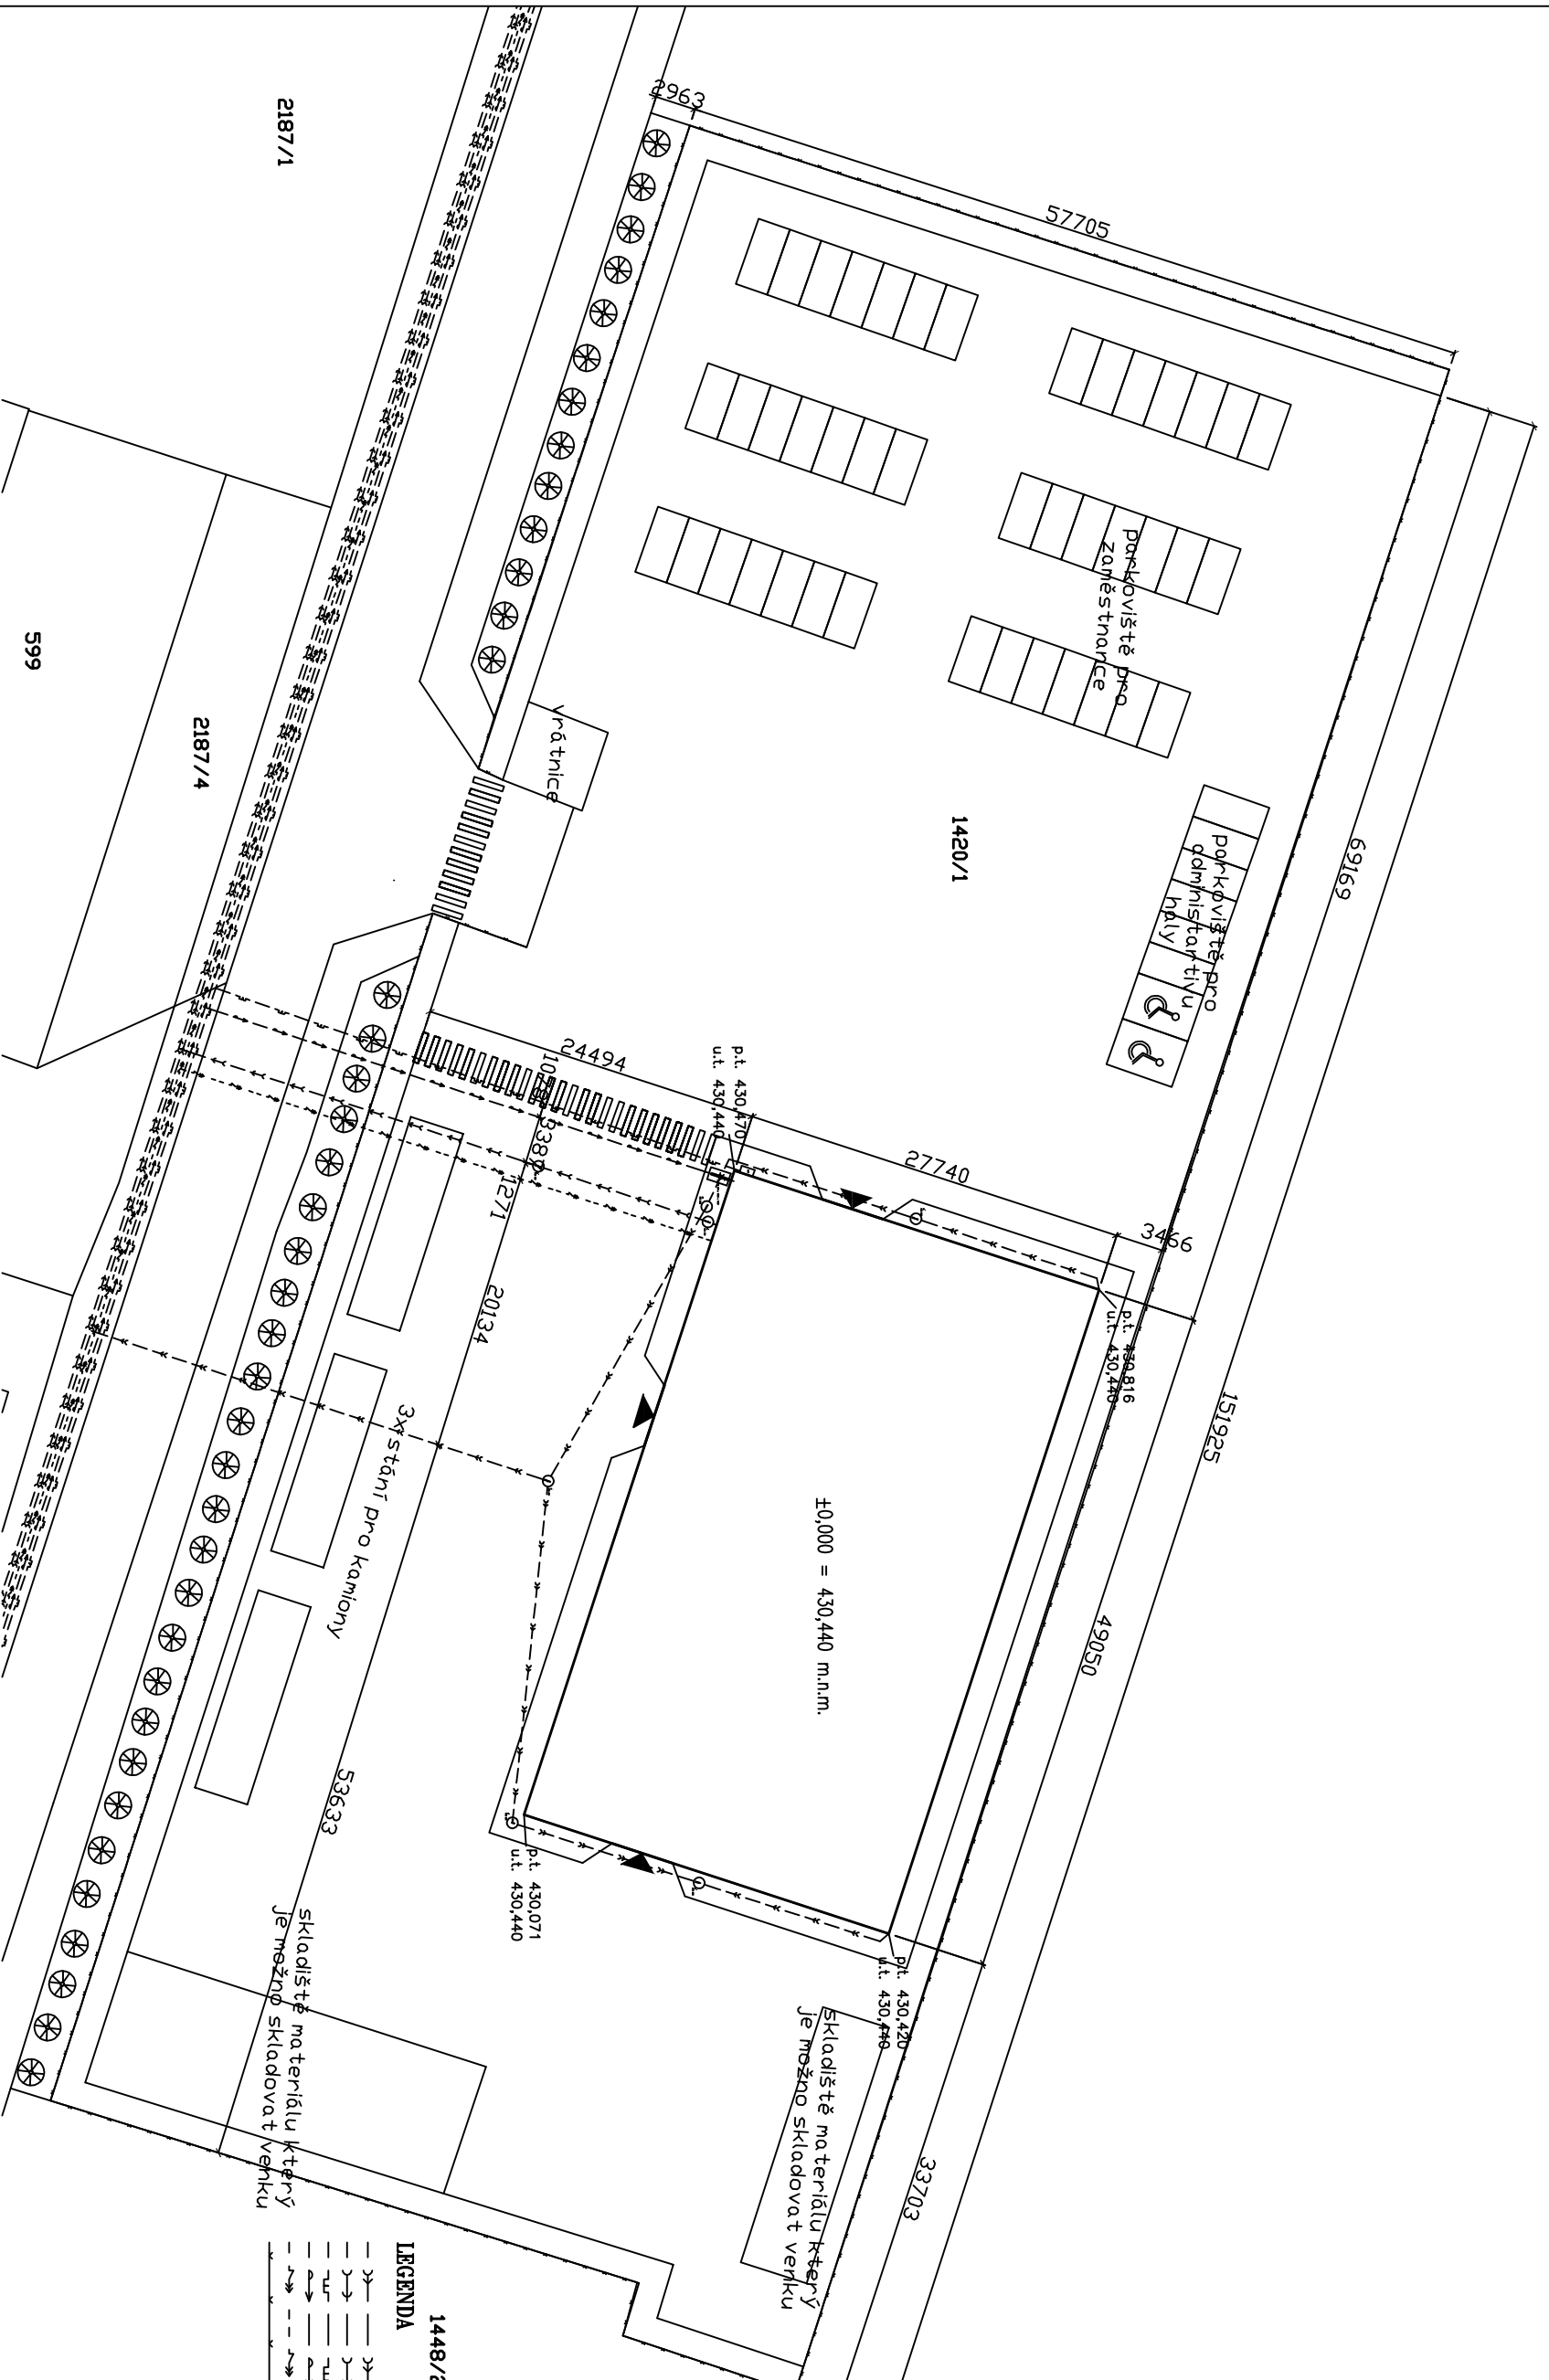 2187/1
2963
57705
599
2187/4
vrátnice
parkoviště pro
zaměstnance
1420/1
parkoviště pro
administartivu
haly
69169
24494
p.t. 430,470
u.t. 430,440
27740
3466
1271
20134
p.t. 430,816
u.t. 430,440
151925
3x stání pro kamiony
±0,000 = 430,440 m.n.m.
49050
53633
p.t. 430,071
u.t. 430,440
p.t. 430,420
u.t. 430,440
skladiště materiálu který
je možno skladovat venku
skladiště materiálu který
je možno skladovat venku
33703
LEGENDA